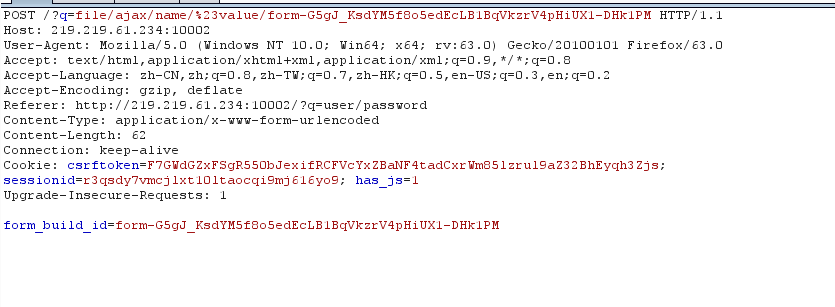 POST /?q=file/ajax/name/%23value/form-G5gJ_KsdYM5f8o5edEcLB1BqVkzrV4pHiUX1-DHk1PM HTTP/1.1
Host: 219.219.61.234:10002
User-Agent: Mozilla/5.0 (Windows NT 10.0; Win64; x64; rv:63.0) Gecko/20100101 Firefox/63.0
Accept: text/html,application/xhtml+xml,application/xml;q=0.9,*/*;q=0.8
Accept-Language: zh-CN,zh;q=0.8,zh-TW;q=0.7,zh-HK;q=0.5,en-US;q=0.3,en;q=0.2
Accept-Encoding: gzip, deflate
Referer: http://219.219.61.234:10002/?q=user/password
Content-Type: application/x-www-form-urlencoded
Content-Length: 62
Connection: keep-alive
Cookie: csrftoken=F7GWdGZxFSgR550bJexifRCFVcYxZBaNF4tadCxrWm85lzrul9aZ32BhEyqh3Zjs;
sessionid=r3qsdy7vmcjlxt10ltaocqi9mj616yo9; has_js=1
Upgrade-Insecure-Requests: 1
form_build_id=form-G5gJ_KsdYM5f8o5edEcLB1BqVkzrV4pHiUX1-DHk1PM